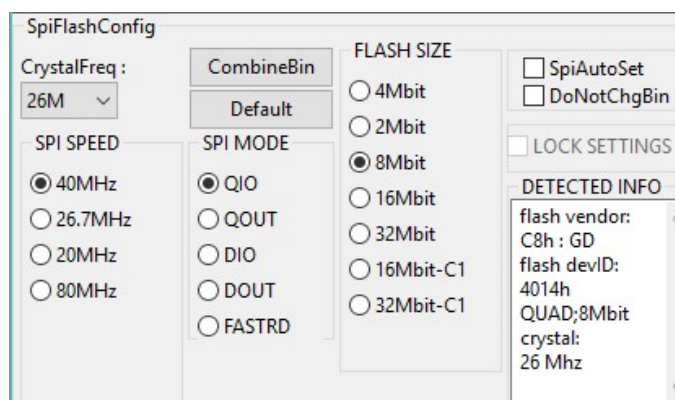 SpiFlashConfig
CrystalFreq :
26M
CombineBin
Default
SPI SPEED
40MHz
26.7MHz
20MHz
80MHz
SPI MODE
QIO
QOUT
DIO
DOUT
FASTRD
FLASH SIZE
4Mbit
2Mbit
8Mbit
16Mbit
32Mbit
16Mbit-C1
32Mbit-C1
SpiAutoSet
DoNotChgBin
LOCK SETTINGS
DETECTED INFO
flash vendor:
C8h : GD
flash devID:
4014h
QUAD;8Mbit
crystal:
26 Mhz